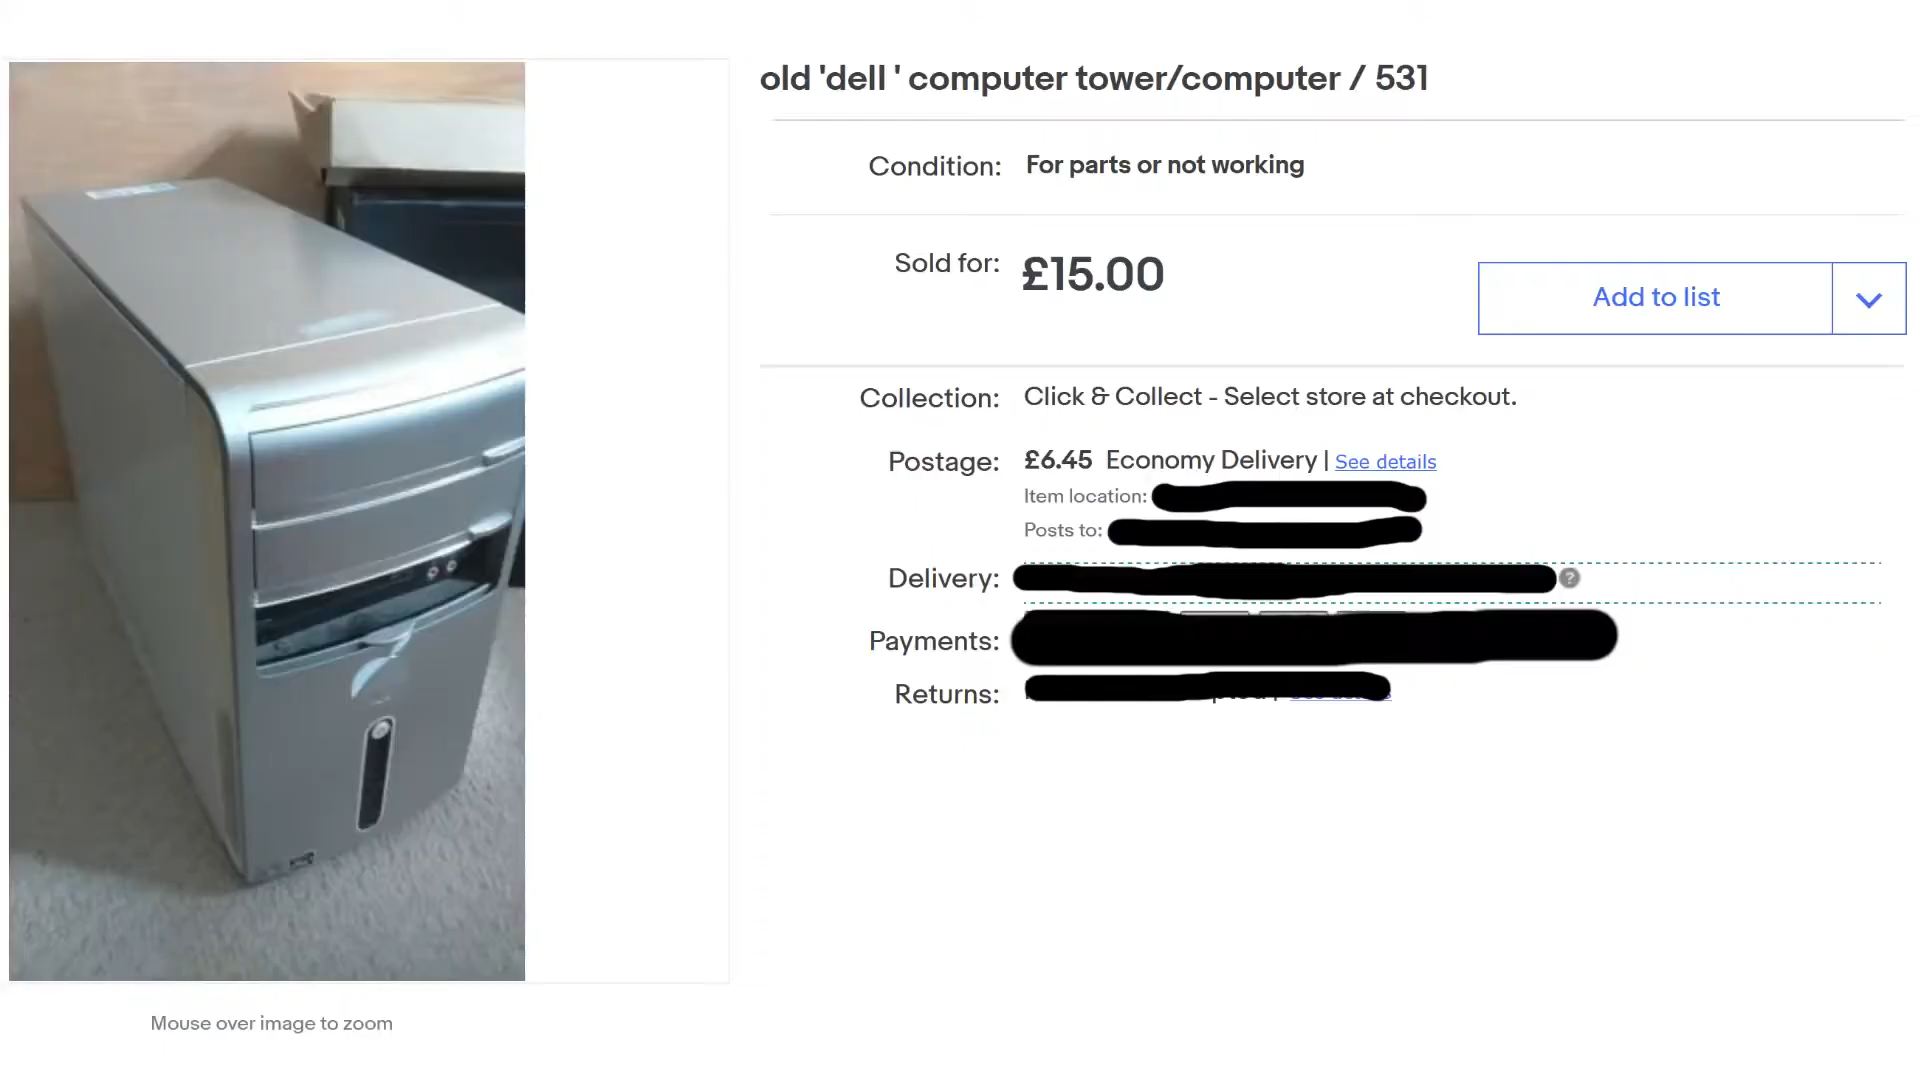 old 'dell ' computer tower/computer / 531
Condition: For parts or not working
Sold for: £15.00
Add to list
Collection: Click & Collect - Select store at checkout.
Postage: £6.45 Economy Delivery | See details
Item location:
Posts to:
Delivery: ?
Payments:
Returns:
Mouse over image to zoom